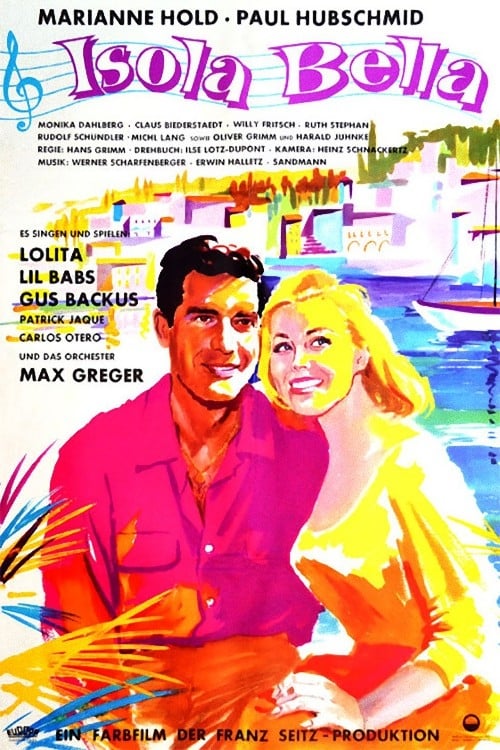 MARIANNE HOLD · PAUL HUBSCHMID
Isola Bella
MONIKA DAHLBERG · CLAUS BIEDERSTAEDT · WILLY FRITSCH · RUTH STEPHAN
RUDOLF SCHUNDLER · MICHL LANG SOWIE OLIVER GRIMM UND HARALD JUHNKE
REGIE: HANS GRIMM · DREHBUCH: ILSE LOTZ-DUPONT · KAMERA: HEINZ SCHNACKERTZ
MUSIK: WERNER SCHARFENBERGER · ERWIN HALLETZ · SANDMANN
ES SINGEN UND SPIELEN
LOLITA
LIL BABS
GUS BACKUS
PATRICK JAQUE
CARLOS OTERO
UND DAS ORCHESTER
MAX GREGER
EUROPA
EIN FARBFILM DER FRANZ SEITZ-PRODUKTION